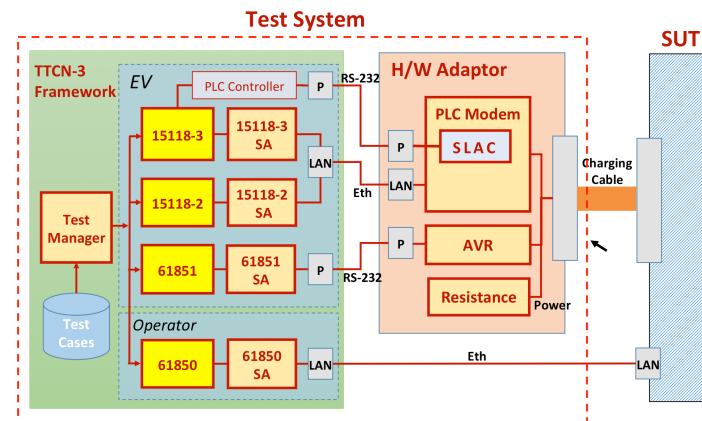 Test System
SUT
TTCN-3
Framework
EV
PLC Controller
P
RS-232
H/W Adaptor
PLC Modem
15118-3
15118-3
SA
LAN
P
SLAC
Charging
Cable
Eth
LAN
15118-2
15118-2
SA
Test
Manager
61851
61851
SA
P
RS-232
P
AVR
Resistance
Power
Test
Cases
Operator
61850
61850
SA
LAN
Eth
LAN